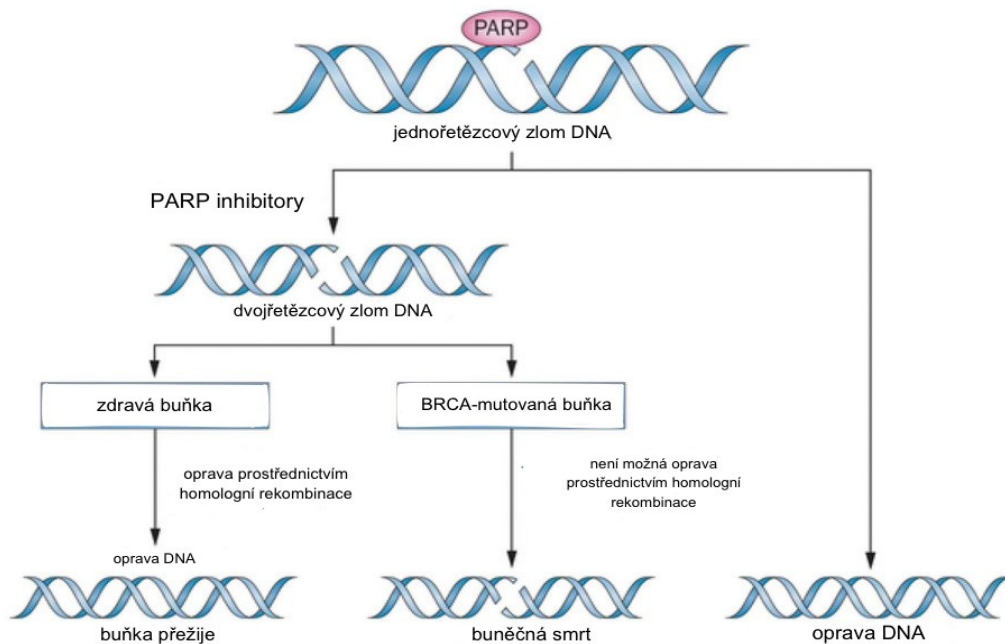 PARP
jednořetězcový zlom DNA
PARP inhibitory
dvojřetězcový zlom DNA
zdravá buňka
BRCA-mutovaná buňka
oprava prostřednictvím
homologní rekombinace
není možná oprava
prostřednictvím homologní
rekombinace
oprava DNA
buňka přežije
buněčná smrt
oprava DNA